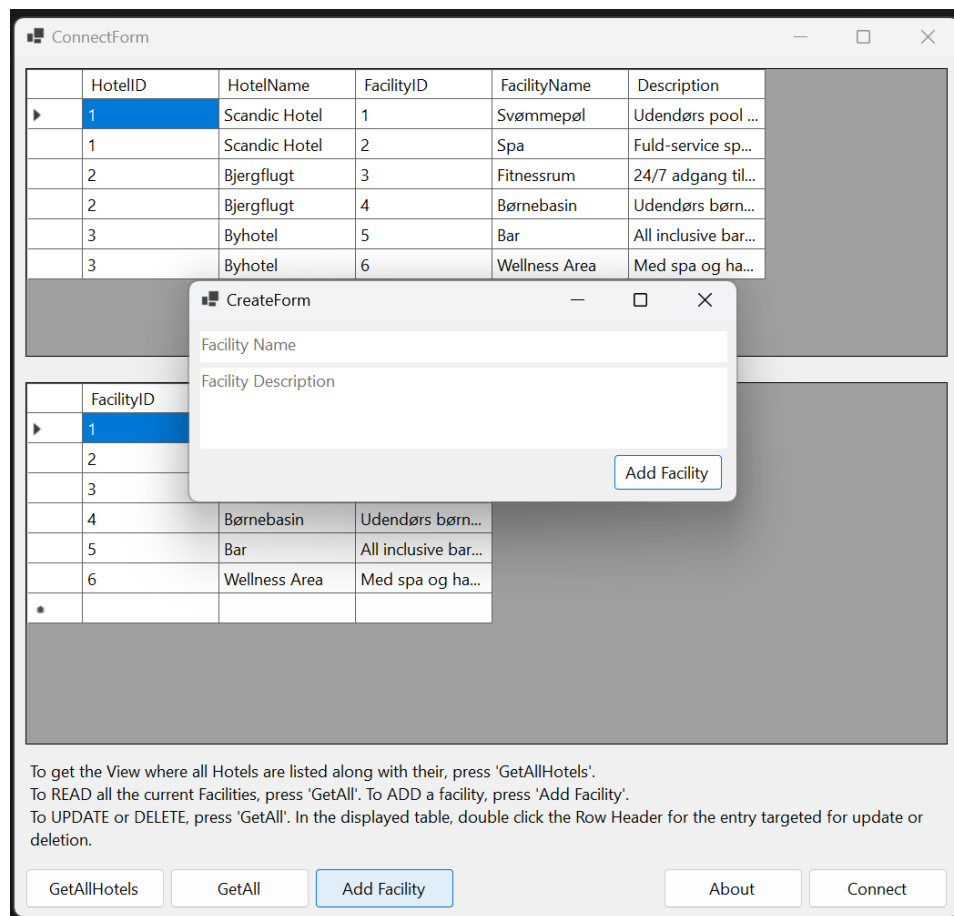 ConnectForm
HotelID HotelName FacilityID FacilityName Description
1 Scandic Hotel 1 Svømmepøl Udendørs pool ...
1 Scandic Hotel 2 Spa Fuld-service sp...
2 Bjergflugt 3 Fitnessrum 24/7 adgang til...
2 Bjergflugt 4 Børnebasin Udendørs børn...
3 Byhotel 5 Bar All inclusive bar...
3 Byhotel 6 Wellness Area Med spa og ha...
CreateForm
Facility Name
Facility Description
Add Facility
FacilityID
1
2
3
4 Børnebasin Udendørs børn...
5 Bar All inclusive bar...
6 Wellness Area Med spa og ha...
To get the View where all Hotels are listed along with their, press 'GetAllHotels'.
To READ all the current Facilities, press 'GetAll'. To ADD a facility, press 'Add Facility'.
To UPDATE or DELETE, press 'GetAll'. In the displayed table, double click the Row Header for the entry targeted for update or
deletion.
GetAllHotels GetAll Add Facility About Connect